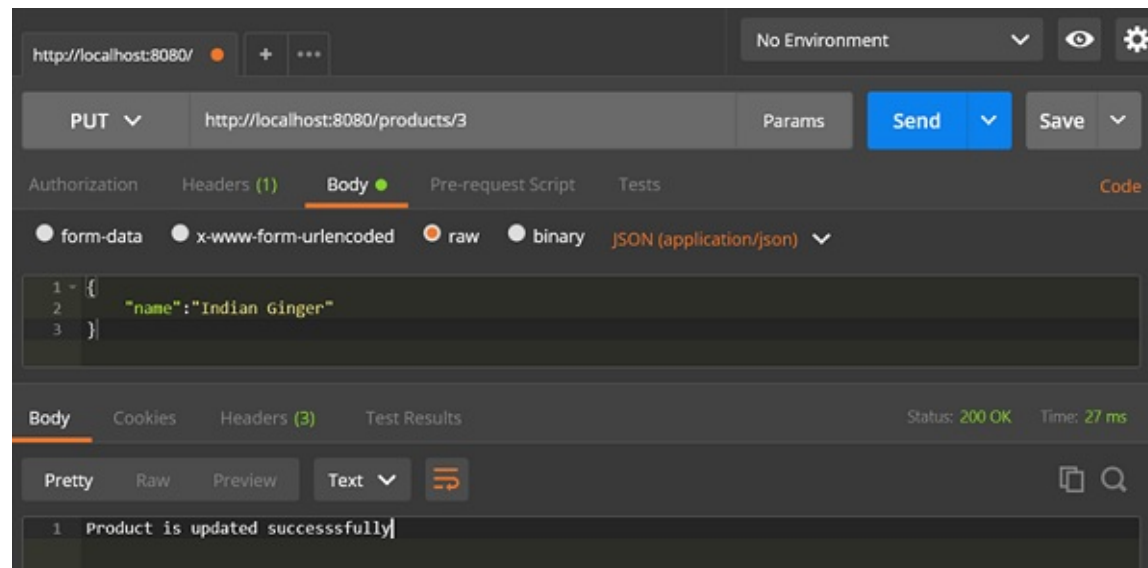 http://localhost:8080/ + ••• No Environment
PUT http://localhost:8080/products/3 Params Send Save
Authorization Headers (1) Body Pre-request Script Tests Code
form-data x-www-form-urlencoded raw binary JSON (application/json)
1 {
2 "name":"Indian Ginger"
3 }
Body Cookies Headers (3) Test Results Status: 200 OK Time: 27 ms
Pretty Raw Preview Text
1 Product is updated successsfully